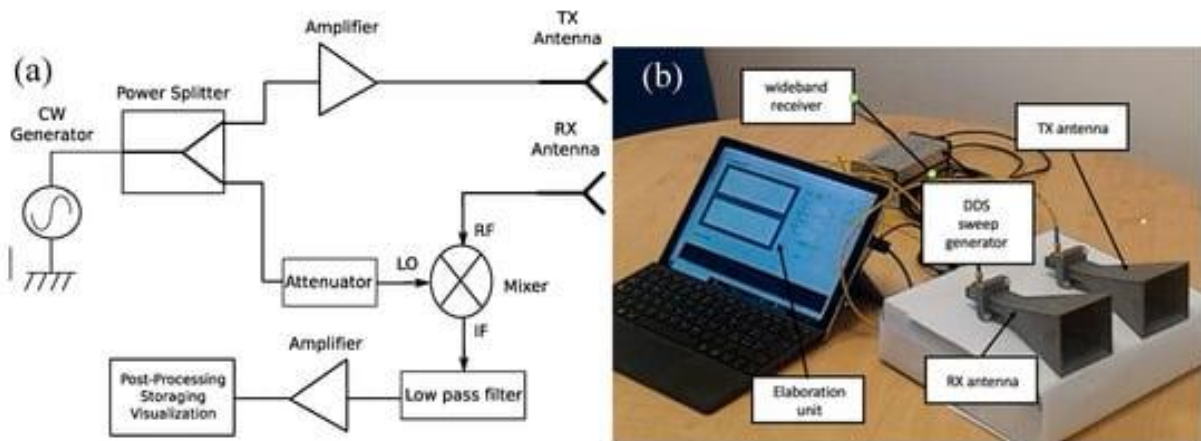 (a)
CW
Generator
Power Splitter
Amplifier
TX
Antenna
RX
Antenna
RF
LO
Attenuator
Mixer
IF
Amplifier
Low pass filter
Post-Processing
Storaging
Visualization
(b)
wideband
receiver
TX antenna
DDS
sweep
generator
RX antenna
Elaboration
unit